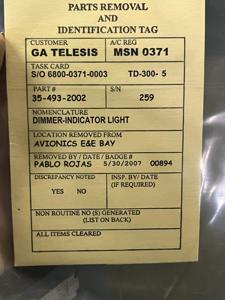 PARTS REMOVAL
AND
IDENTIFICATION TAG
CUSTOMER A/C REG
GA TELESIS MSN 0371
TASK CARD
S/O 6800-0371-0003 TD-300- 5
PART # S/N
35-493-2002 259
NOMENCLATURE
DIMMER-INDICATOR LIGHT
LOCATION REMOVED FROM
AVIONICS E&E BAY
REMOVED BY / DATE / BADGE #
PABLO ROJAS 5/30/2007 00894
DISCREPANCY NOTED INSP. BY/ DATE
YES NO (IF REQUIRED)
NON ROUTINE NO (S) GENERATED
(LIST ON BACK)
ALL ITEMS CLEARED